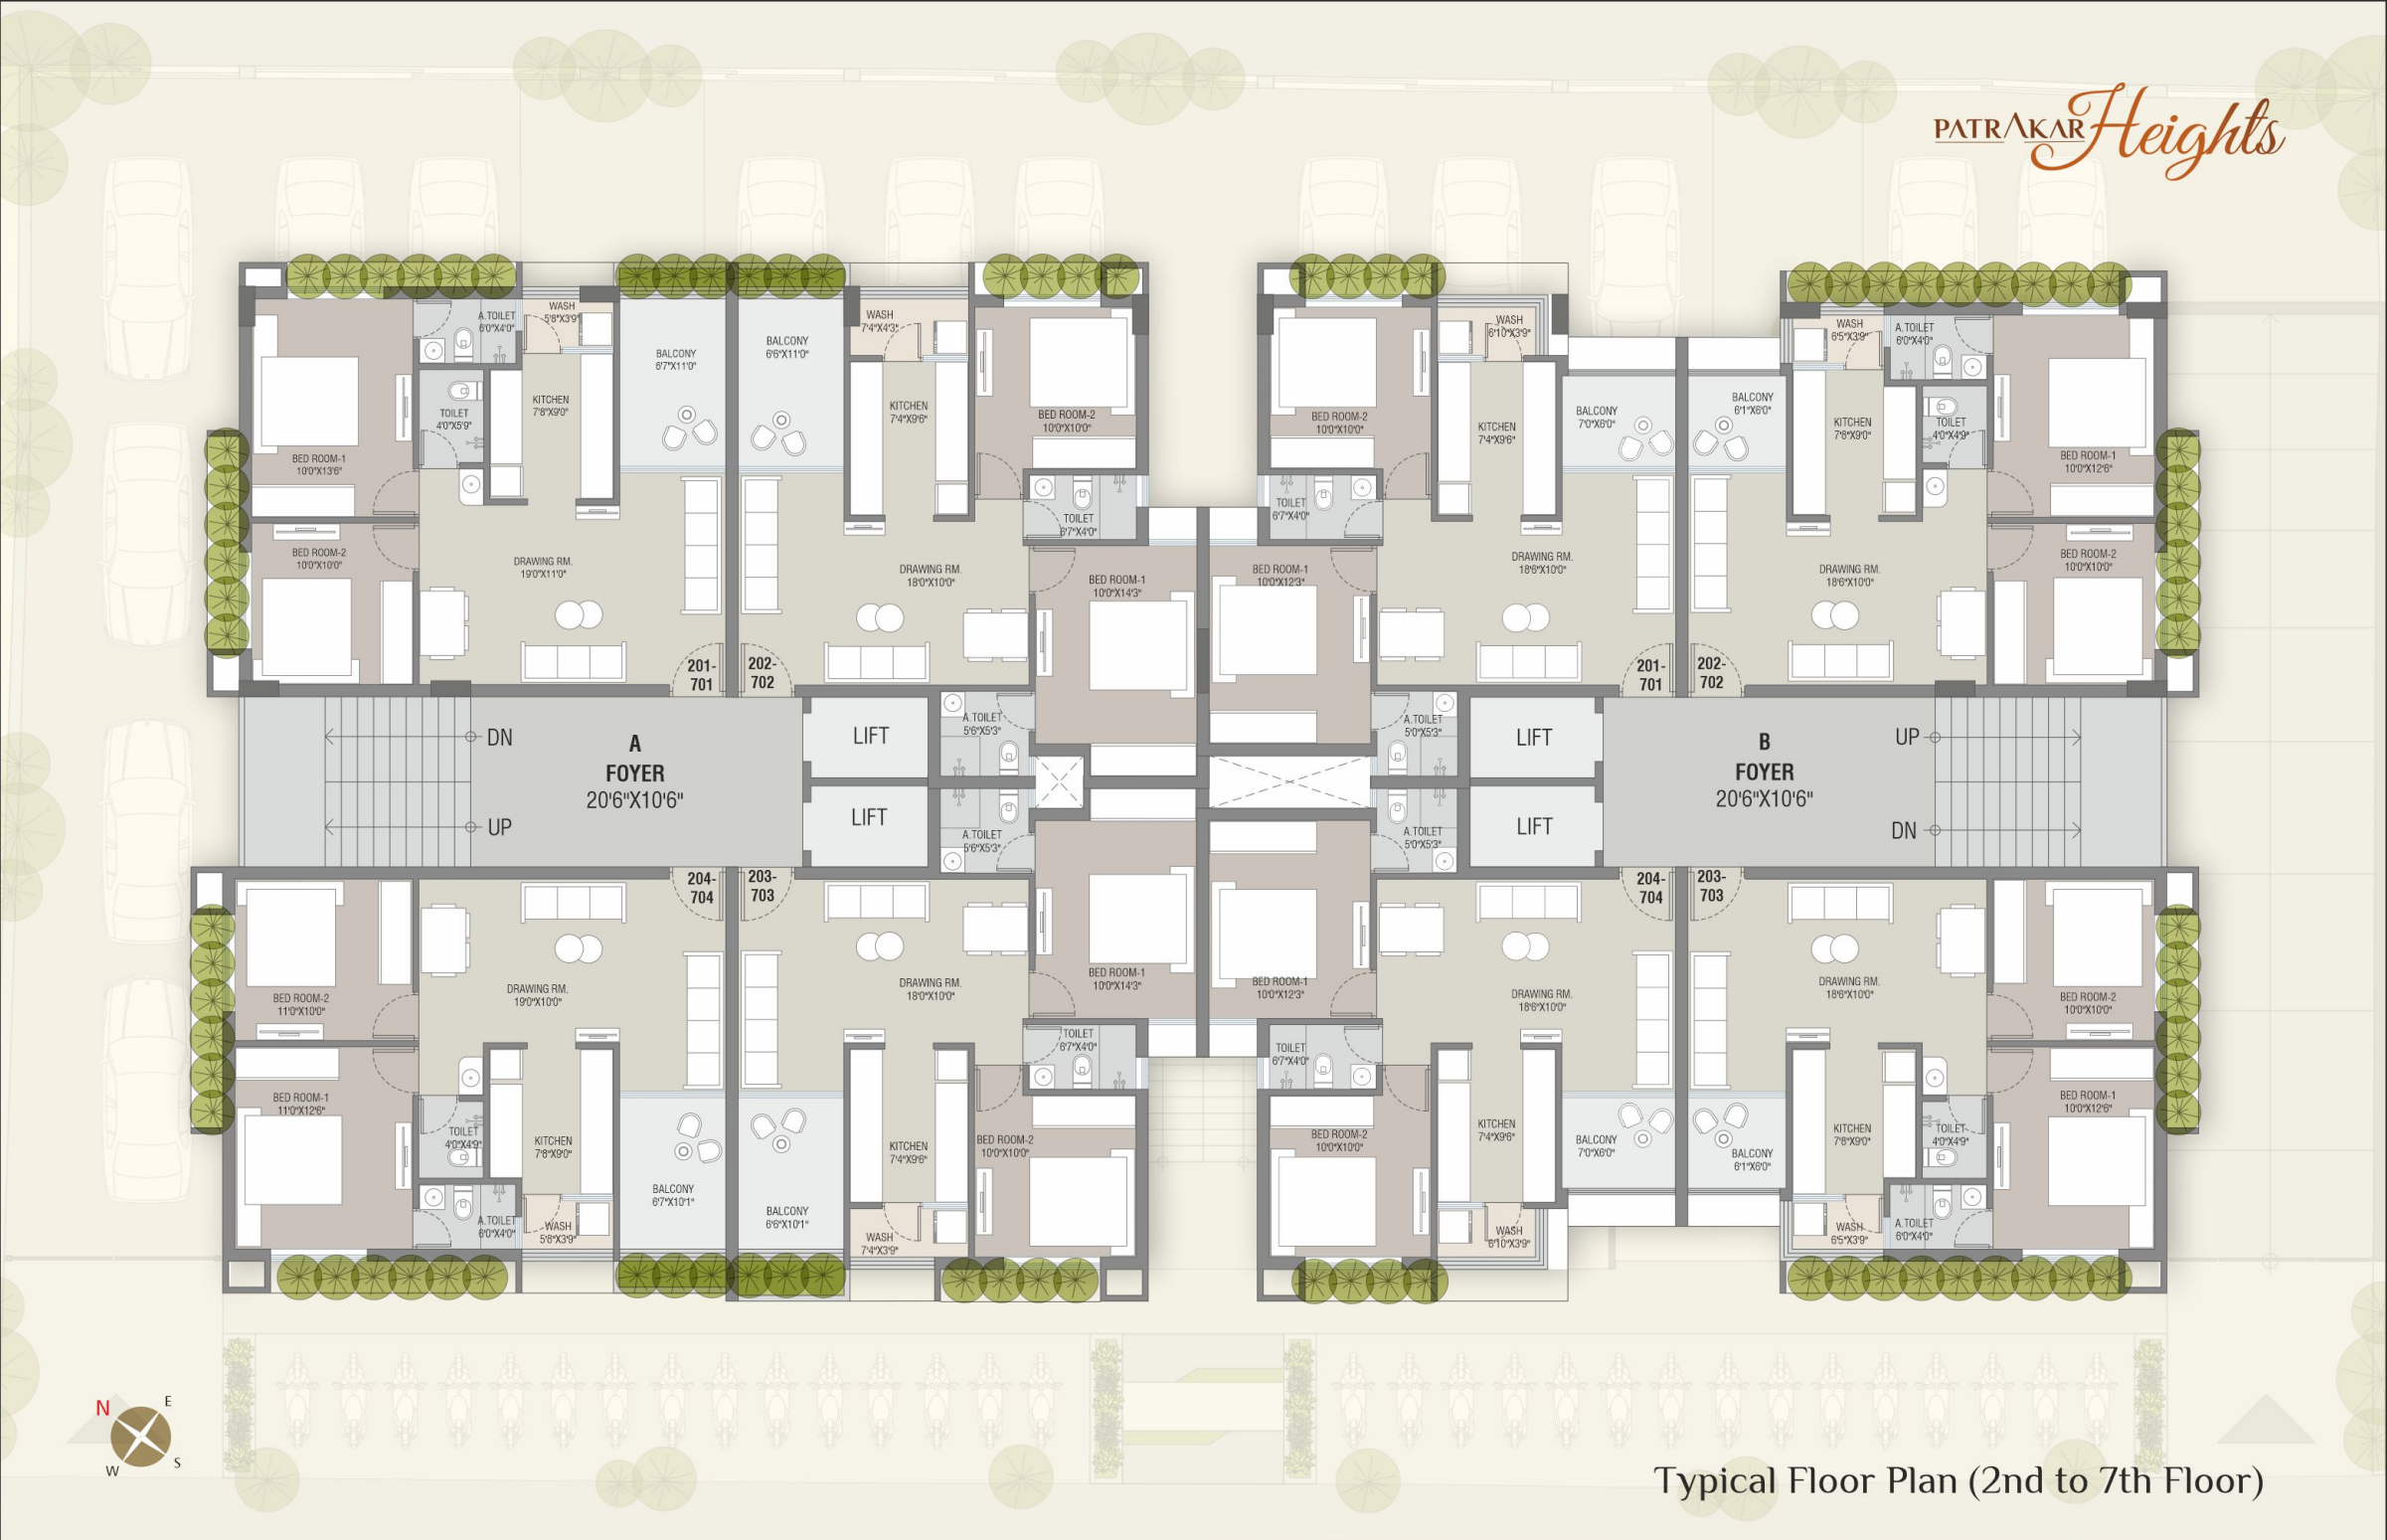 PATRAKAR Heights
A.TOILET
6'0"X4'0"
WASH
5'8"X3'9"
BALCONY
6'7"X11'0"
BALCONY
6'6"X11'0"
WASH
7'4"X4'3"
TOILET
4'0"X5'9"
KITCHEN
7'8"X9'0"
KITCHEN
7'4"X9'6"
BED ROOM-2
10'0"X10'0"
BED ROOM-1
10'0"X13'6"
BED ROOM-2
10'0"X10'0"
DRAWING RM.
19'0"X11'0"
DRAWING RM.
18'0"X10'0"
TOILET
6'7"X4'0"
BED ROOM-1
10'0"X14'3"
201-
701
202-
702
WASH
6'10"X3'9"
BED ROOM-2
10'0"X10'0"
KITCHEN
7'4"X9'6"
BALCONY
7'0"X6'0"
TOILET
6'7"X4'0"
BED ROOM-1
10'0"X12'3"
DRAWING RM.
18'6"X10'0"
WASH
6'5"X3'9"
A.TOILET
6'0"X4'0"
BALCONY
6'1"X6'0"
KITCHEN
7'8"X9'0"
TOILET
4'0"X4'9"
BED ROOM-1
10'0"X12'6"
BED ROOM-2
10'0"X10'0"
DRAWING RM.
18'6"X10'0"
201-
701
202-
702
DN
UP
A
FOYER
20'6"X10'6"
LIFT
LIFT
A.TOILET
5'6"X5'3"
A.TOILET
5'6"X5'3"
A.TOILET
5'0"X5'3"
A.TOILET
5'0"X5'3"
LIFT
LIFT
B
FOYER
20'6"X10'6"
UP
DN
204-
704
203-
703
BED ROOM-2
11'0"X10'0"
DRAWING RM.
19'0"X10'0"
DRAWING RM.
18'0"X10'0"
BED ROOM-1
10'0"X14'3"
BED ROOM-1
11'0"X12'6"
TOILET
4'0"X4'9"
KITCHEN
7'8"X9'0"
KITCHEN
7'4"X9'6"
TOILET
6'7"X4'0"
BED ROOM-2
10'0"X10'0"
A.TOILET
6'0"X4'0"
WASH
5'8"X3'9"
BALCONY
6'7"X10'1"
BALCONY
6'6"X10'1"
WASH
7'4"X3'9"
204-
704
203-
703
BED ROOM-1
10'0"X12'3"
DRAWING RM.
18'6"X10'0"
DRAWING RM.
18'6"X10'0"
BED ROOM-2
10'0"X10'0"
TOILET
6'7"X4'0"
BED ROOM-2
10'0"X10'0"
KITCHEN
7'4"X9'6"
BALCONY
7'0"X6'0"
BALCONY
6'1"X6'0"
KITCHEN
7'8"X9'0"
TOILET
4'0"X4'9"
BED ROOM-1
10'0"X12'6"
WASH
6'10"X3'9"
WASH
6'5"X3'9"
A.TOILET
6'0"X4'0"
N
E
W
S
Typical Floor Plan (2nd to 7th Floor)